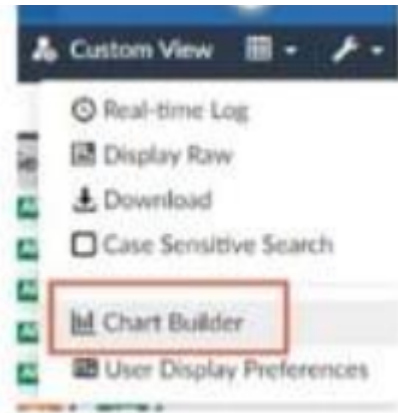 Custom View
Real-time Log
Display Raw
Download
Case Sensitive Search
Chart Builder
User Display Preferences